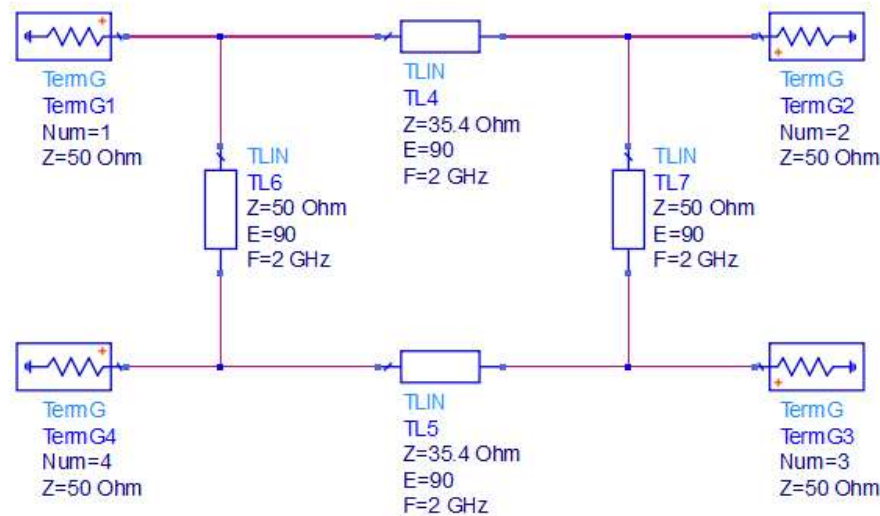 TermG
TermG1
Num=1
Z=50 Ohm
TLIN
TL4
Z=35.4 Ohm
E=90
F=2 GHz
TermG
TermG2
Num=2
Z=50 Ohm
TLIN
TL6
Z=50 Ohm
E=90
F=2 GHz
TLIN
TL7
Z=50 Ohm
E=90
F=2 GHz
TermG
TermG4
Num=4
Z=50 Ohm
TLIN
TL5
Z=35.4 Ohm
E=90
F=2 GHz
TermG
TermG3
Num=3
Z=50 Ohm